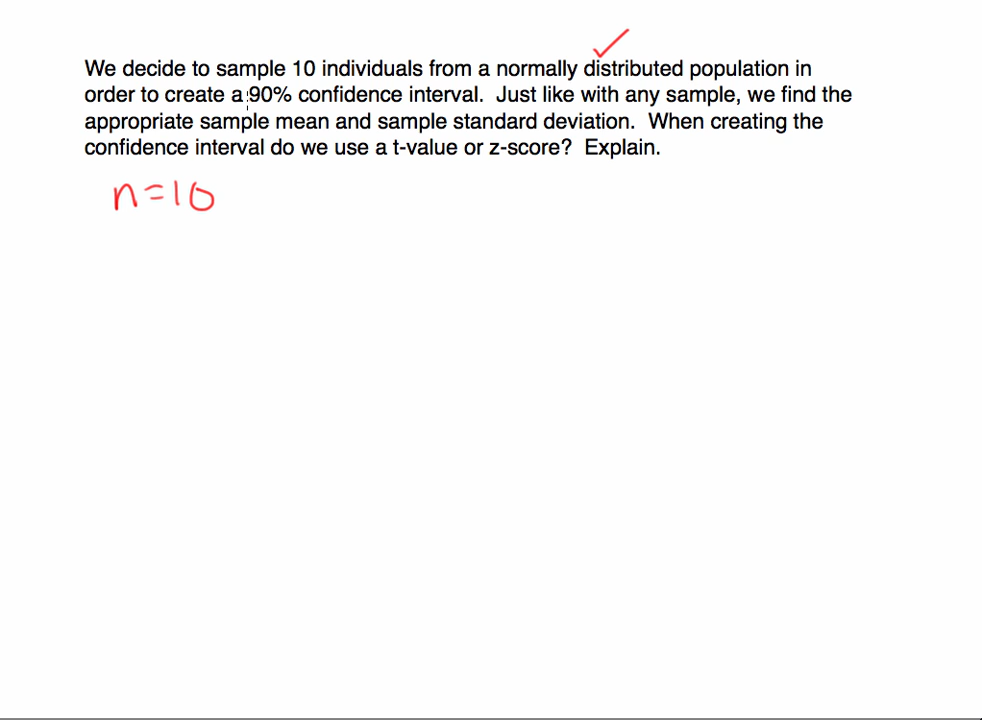 We decide to sample 10 individuals from a normally distributed population in
order to create a 90% confidence interval.  Just like with any sample, we find the
appropriate sample mean and sample standard deviation.  When creating the
confidence interval do we use a t-value or z-score?  Explain.
n=10